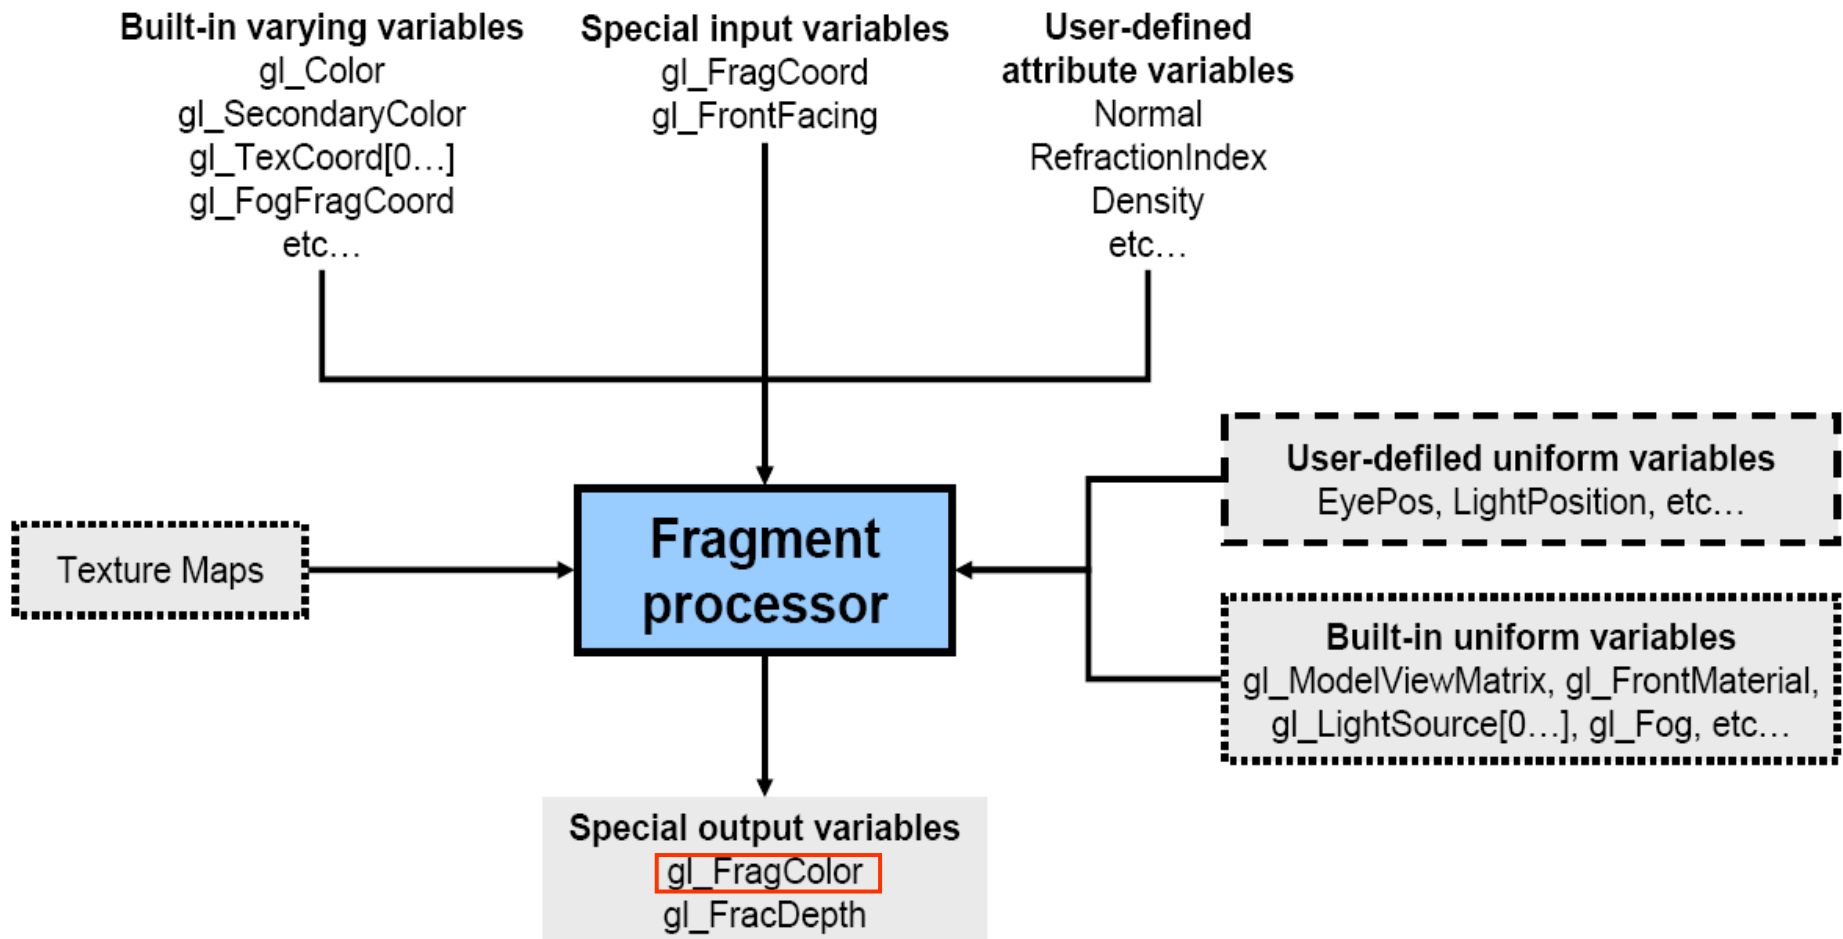 Built-in varying variables
gl_Color
gl_SecondaryColor
gl_TexCoord[0…]
gl_FogFragCoord
etc…
Special input variables
gl_FragCoord
gl_FrontFacing
User-defined
attribute variables
Normal
RefractionIndex
Density
etc…
Texture Maps
Fragment
processor
User-defiled uniform variables
EyePos, LightPosition, etc…
Built-in uniform variables
gl_ModelViewMatrix, gl_FrontMaterial,
gl_LightSource[0…], gl_Fog, etc…
Special output variables
gl_FragColor
gl_FracDepth